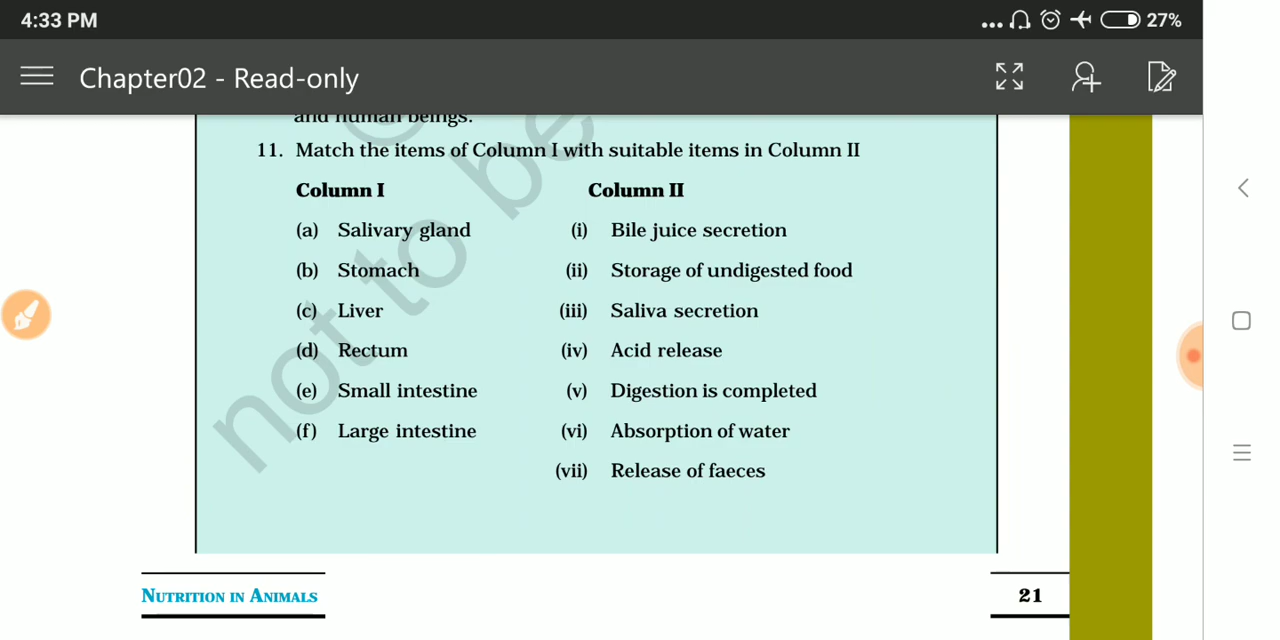 4:33 PM
27%
Chapter02 - Read-only
and human beings.
11. Match the items of Column I with suitable items in Column II
Column I Column II
(a) Salivary gland (i) Bile juice secretion
(b) Stomach (ii) Storage of undigested food
(c) Liver (iii) Saliva secretion
(d) Rectum (iv) Acid release
(e) Small intestine (v) Digestion is completed
(f) Large intestine (vi) Absorption of water
(vii) Release of faeces
not to be
NUTRITION IN ANIMALS 21